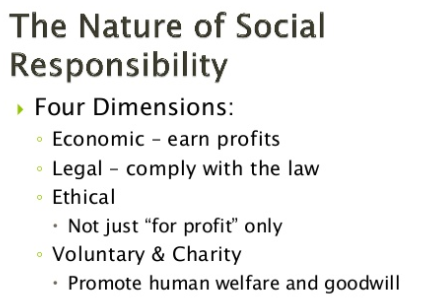 The Nature of Social
Responsibility
Four Dimensions:
Economic – earn profits
Legal – comply with the law
Ethical
Not just “for profit” only
Voluntary & Charity
Promote human welfare and goodwill